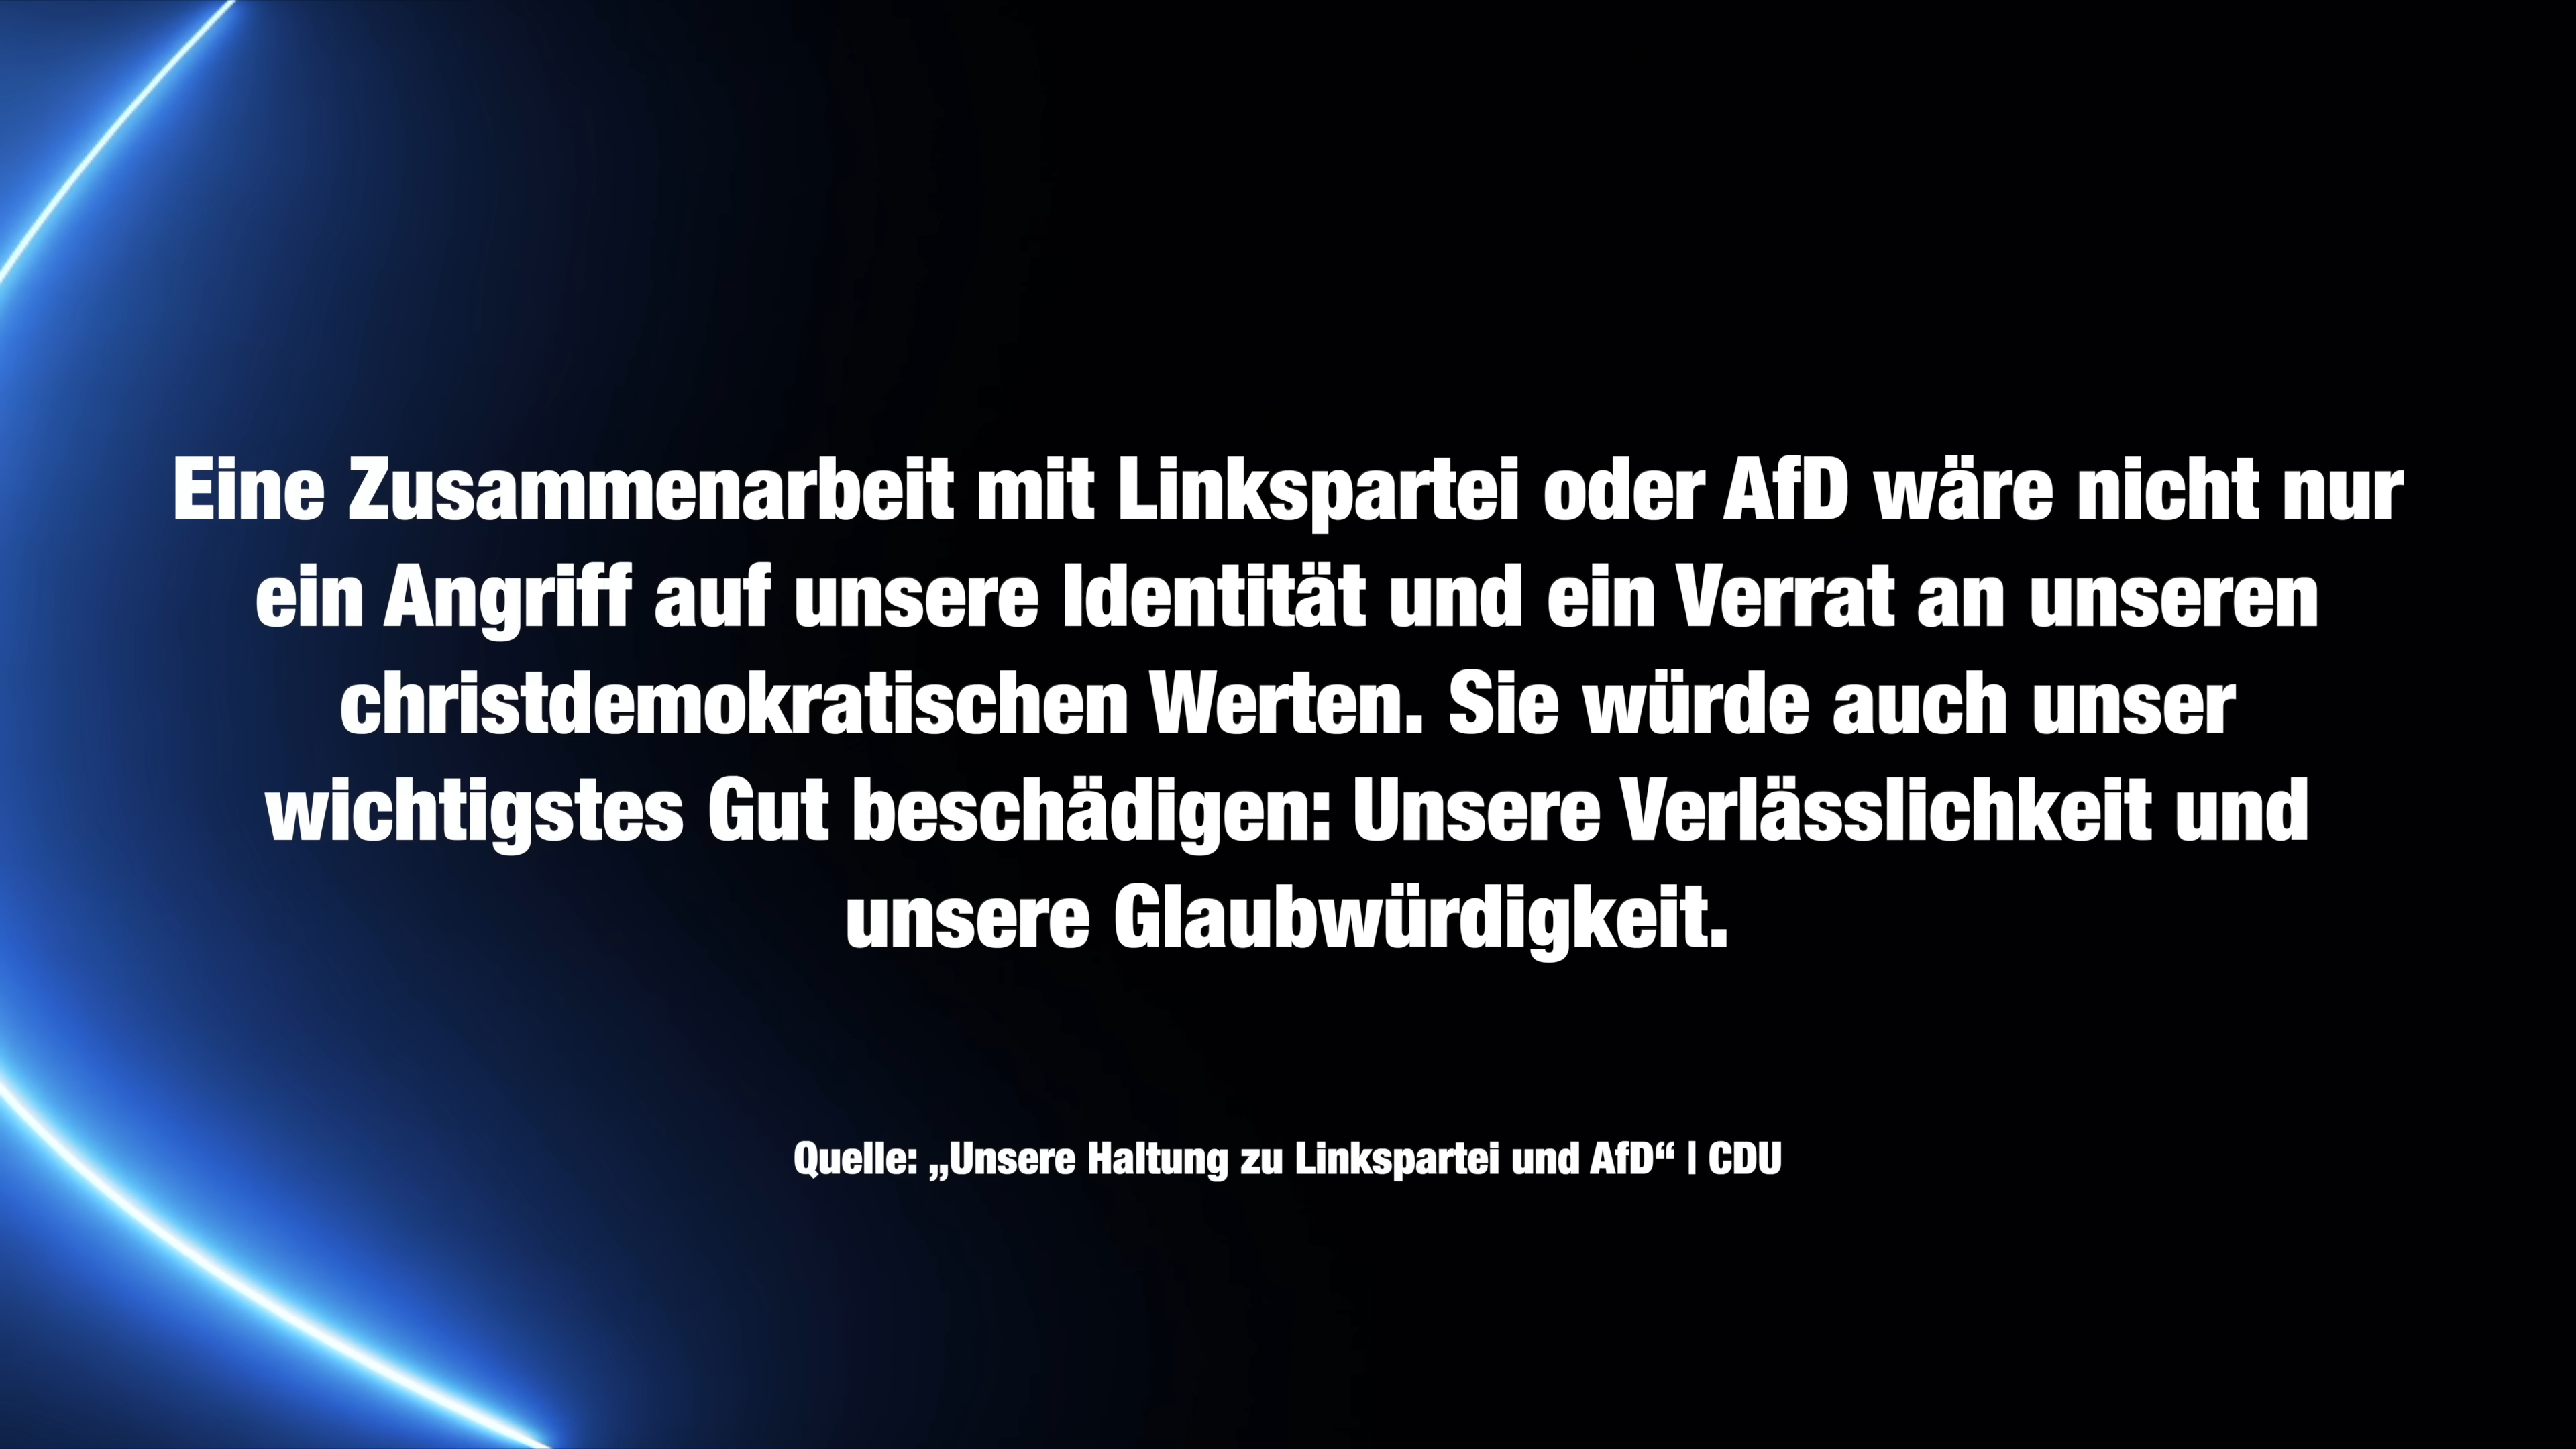 Eine Zusammenarbeit mit Linkspartei oder AfD wäre nicht nur
ein Angriff auf unsere Identität und ein Verrat an unseren
christdemokratischen Werten. Sie würde auch unser
wichtigstes Gut beschädigen: Unsere Verlässlichkeit und
unsere Glaubwürdigkeit.
Quelle: „Unsere Haltung zu Linkspartei und AfD“ | CDU